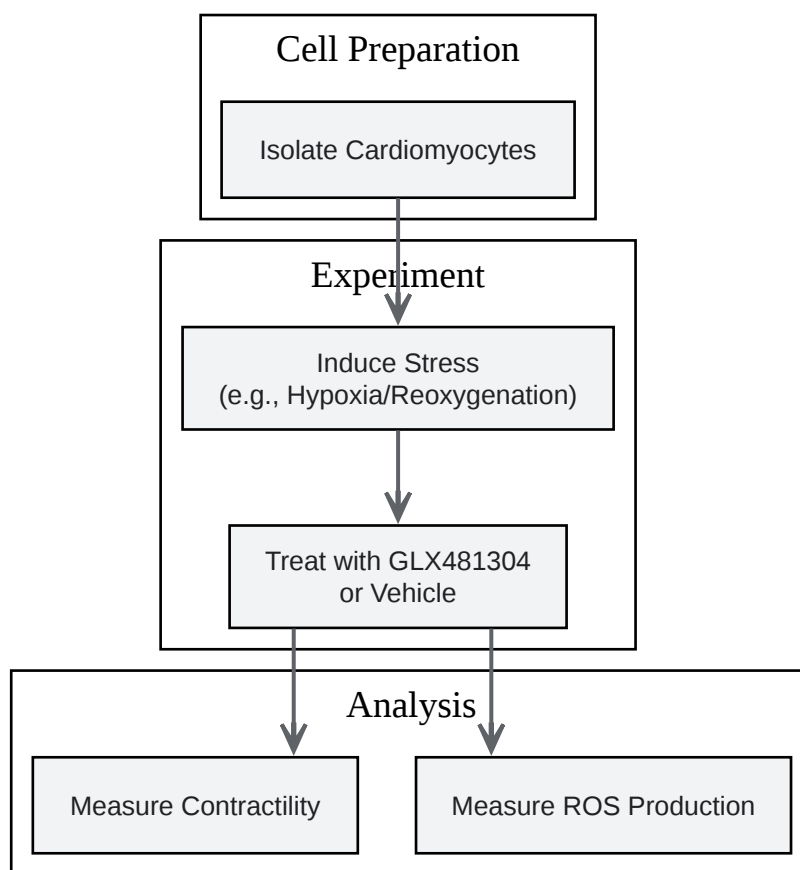 Cell Preparation
Isolate Cardiomyocytes
Experiment
Induce Stress
(e.g., Hypoxia/Reoxygenation)
Treat with GLX481304
or Vehicle
Analysis
Measure Contractility
Measure ROS Production